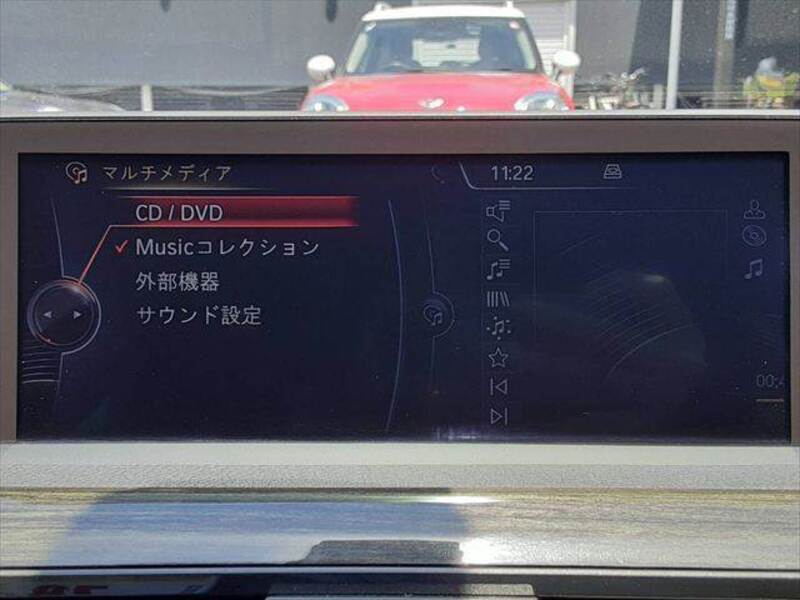 マルチメディア
11:22
CD / DVD
✓ Musicコレクション
外部機器
サウンド設定